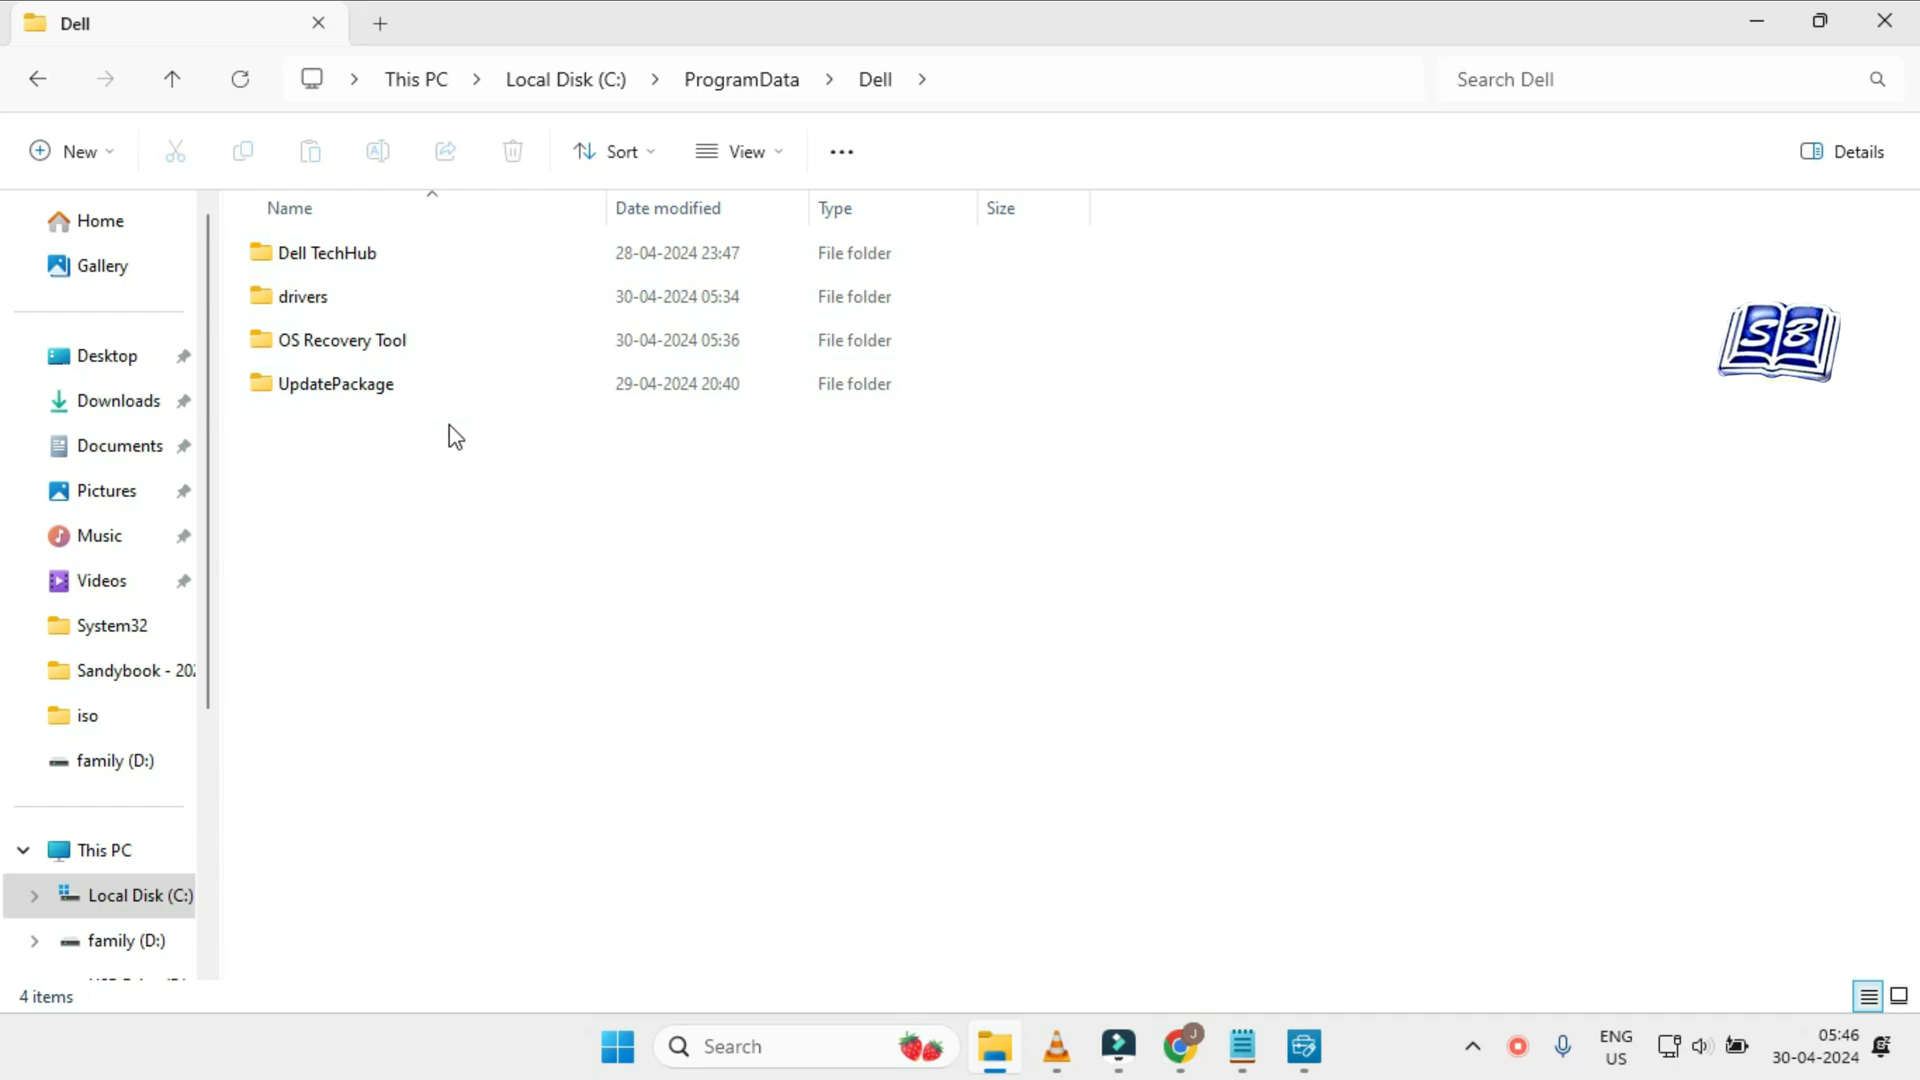 Dell
This PC Local Disk (C:) ProgramData Dell
Search Dell
New Sort View Details
Name Date modified Type Size
Dell TechHub 28-04-2024 23:47 File folder
drivers 30-04-2024 05:34 File folder
OS Recovery Tool 30-04-2024 05:36 File folder
UpdatePackage 29-04-2024 20:40 File folder
Home
Gallery
Desktop
Downloads
Documents
Pictures
Music
Videos
System32
Sandybook - 202
iso
family (D:)
This PC
Local Disk (C:)
family (D:)
4 items
SB
Search
J
ENG
US
05:46
30-04-2024